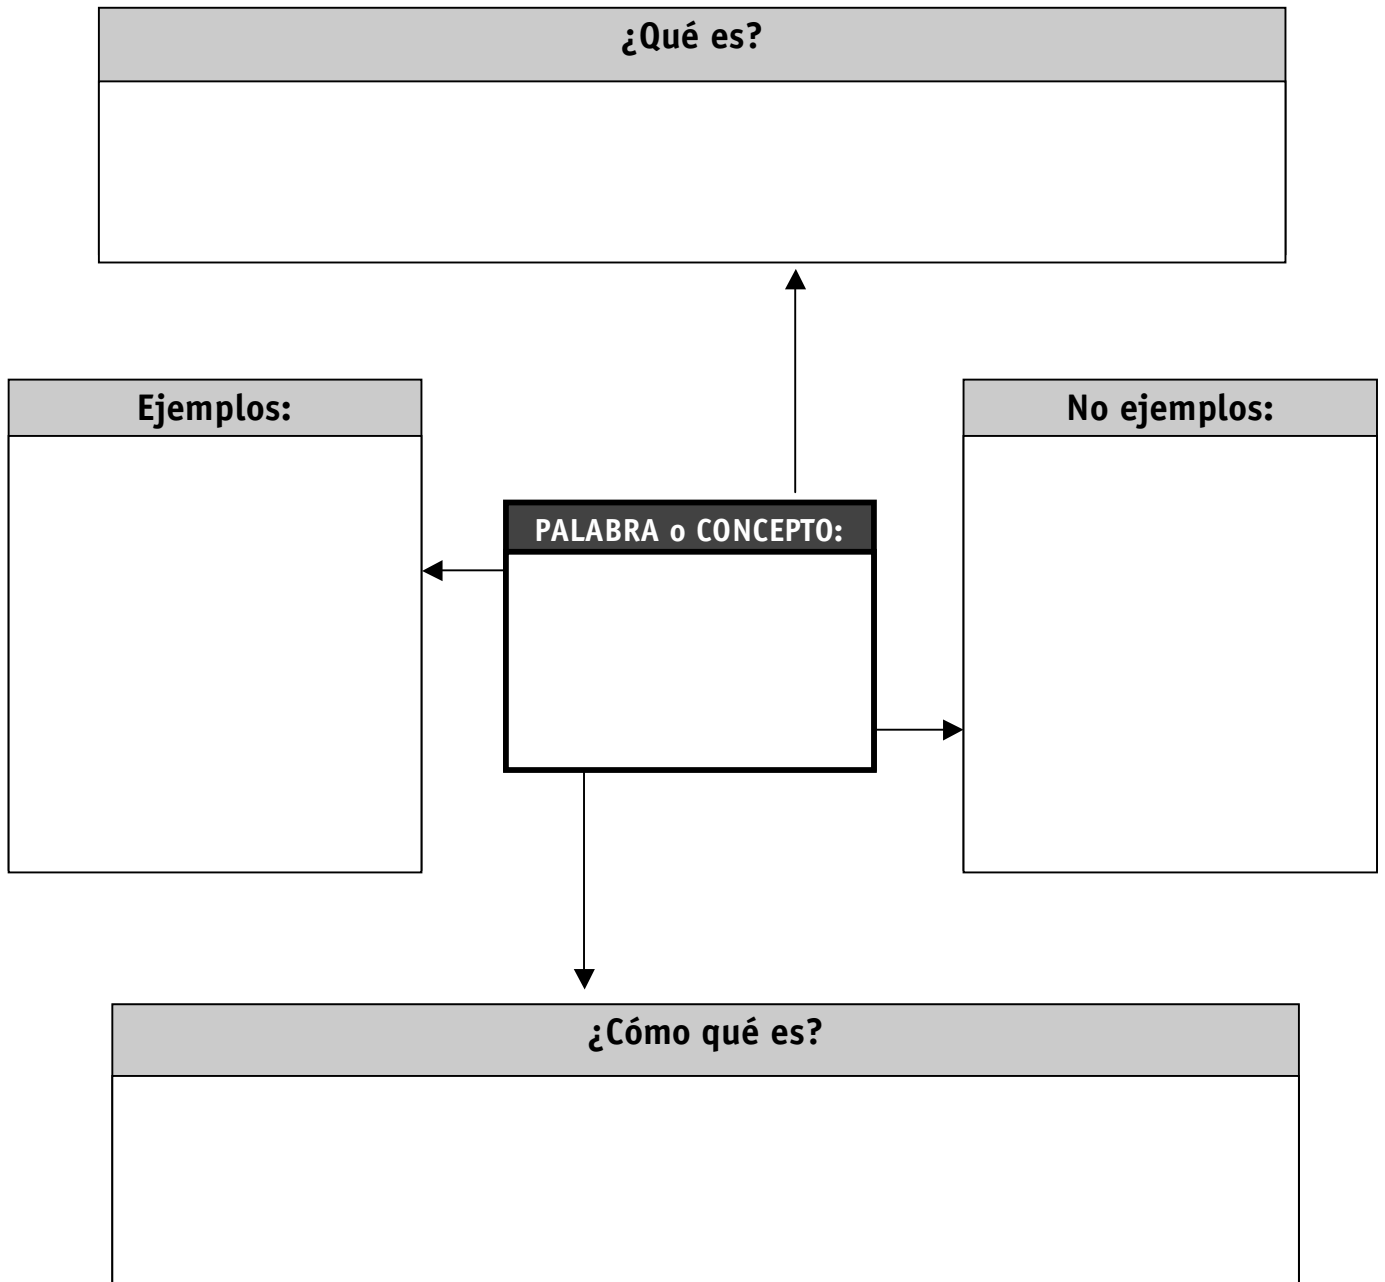 ¿Qué es?
Ejemplos:
No ejemplos:
PALABRA o CONCEPTO:
¿Cómo qué es?